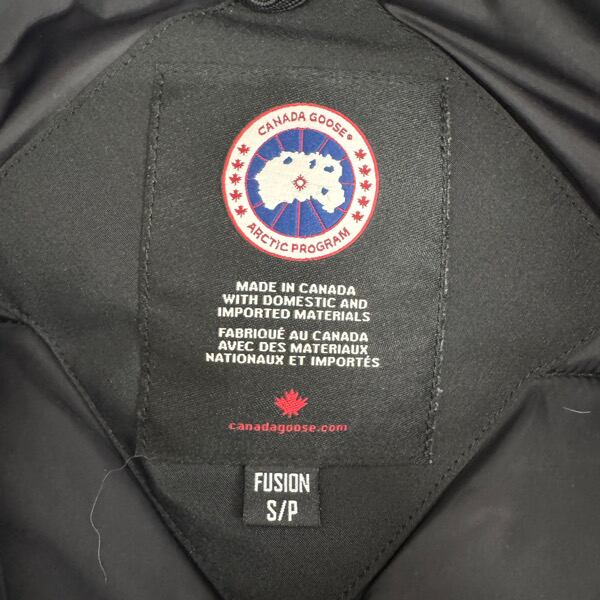 CANADA GOOSE®
ARCTIC PROGRAM
MADE IN CANADA
WITH DOMESTIC AND
IMPORTED MATERIALS
FABRIQUÉ AU CANADA
AVEC DES MATERIAUX
NATIONAUX ET IMPORTÉS
canadagoose.com
FUSION
S/P